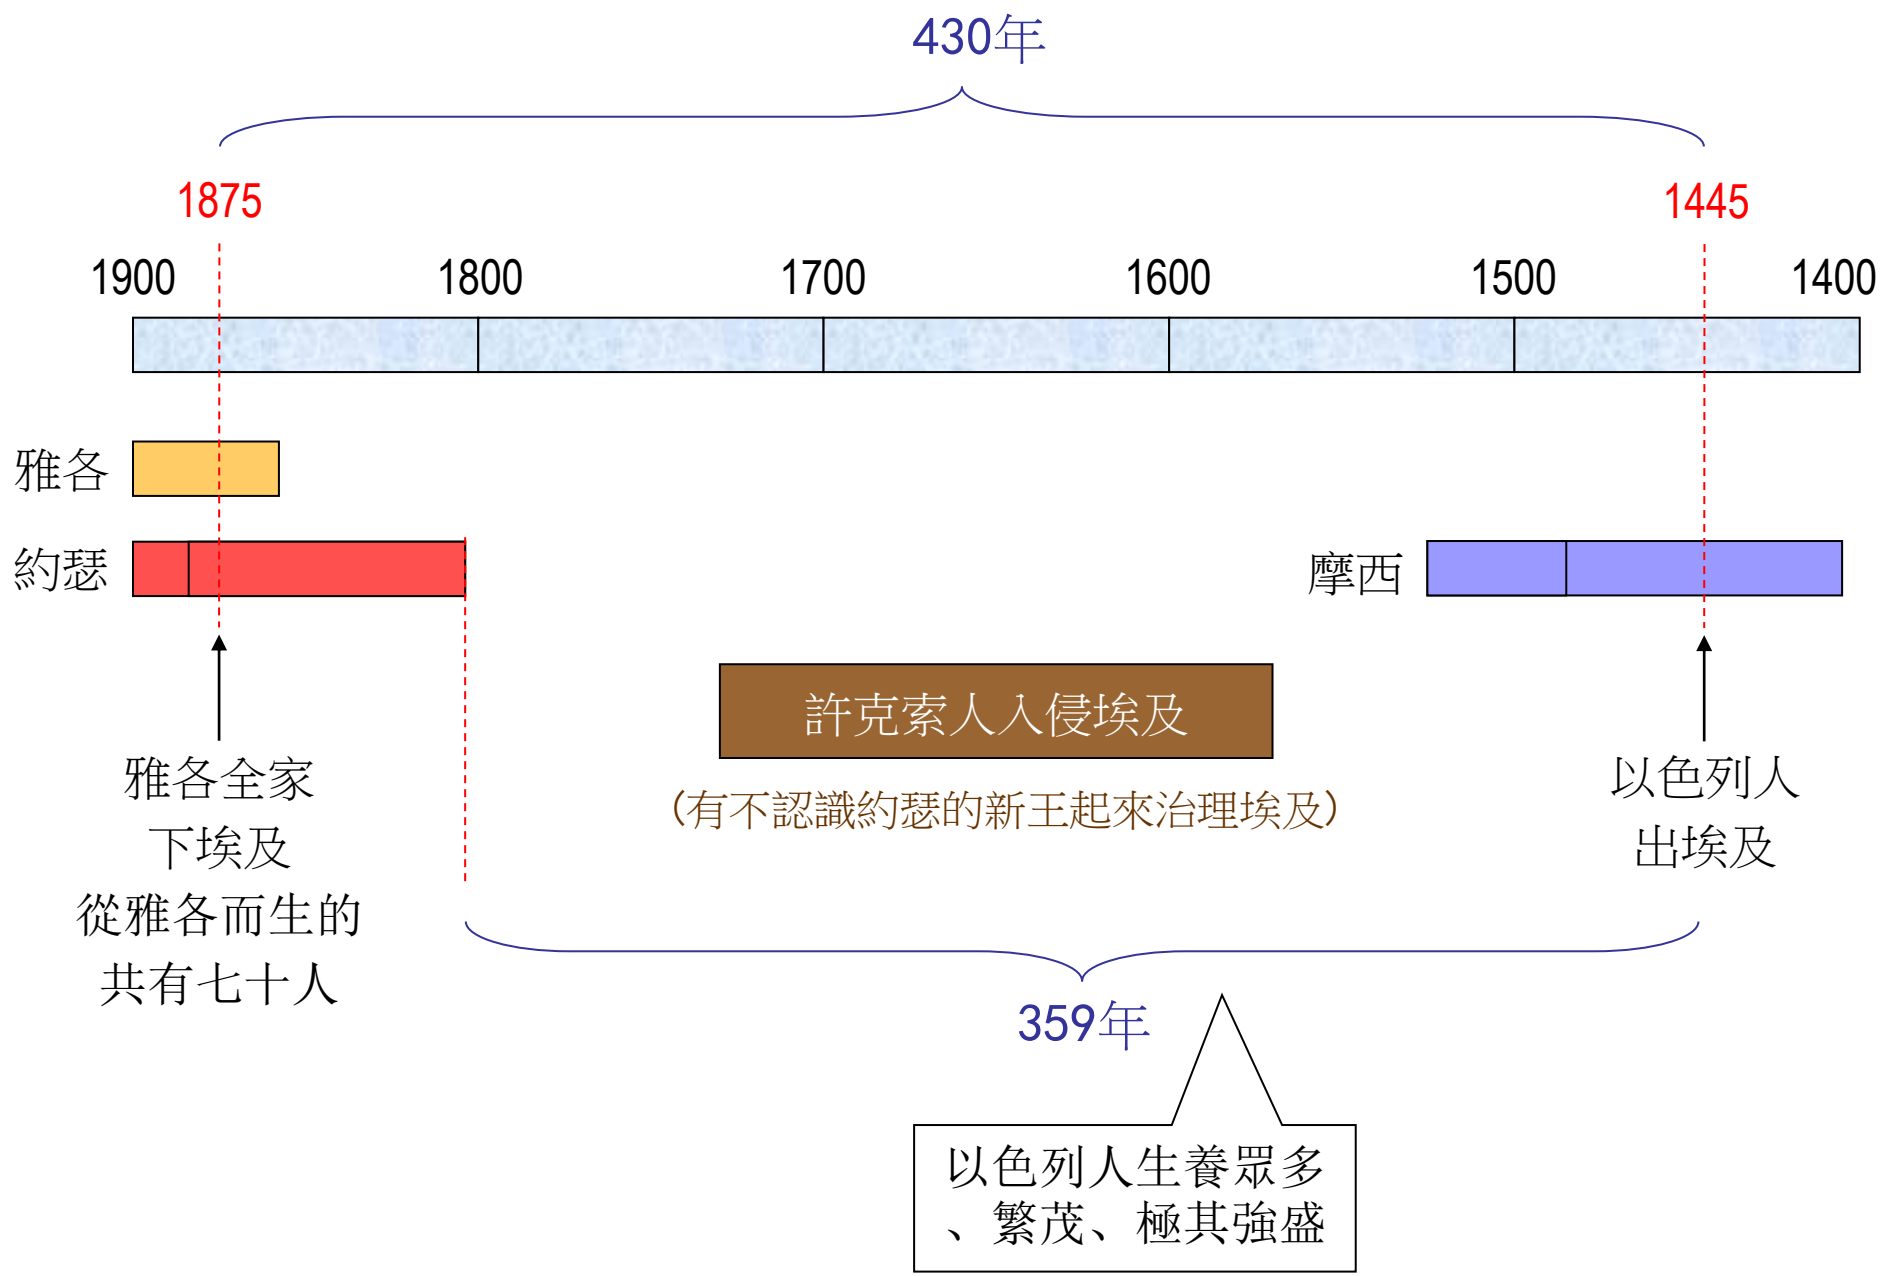 430年
1875
1445
1900
1800
1700
1600
1500
1400
雅各
約瑟
摩西
許克索人入侵埃及
(有不認識約瑟的新王起來治理埃及)
雅各全家
下埃及
從雅各而生的
共有七十人
以色列人
出埃及
359年
以色列人生養眾多
、繁茂、極其強盛